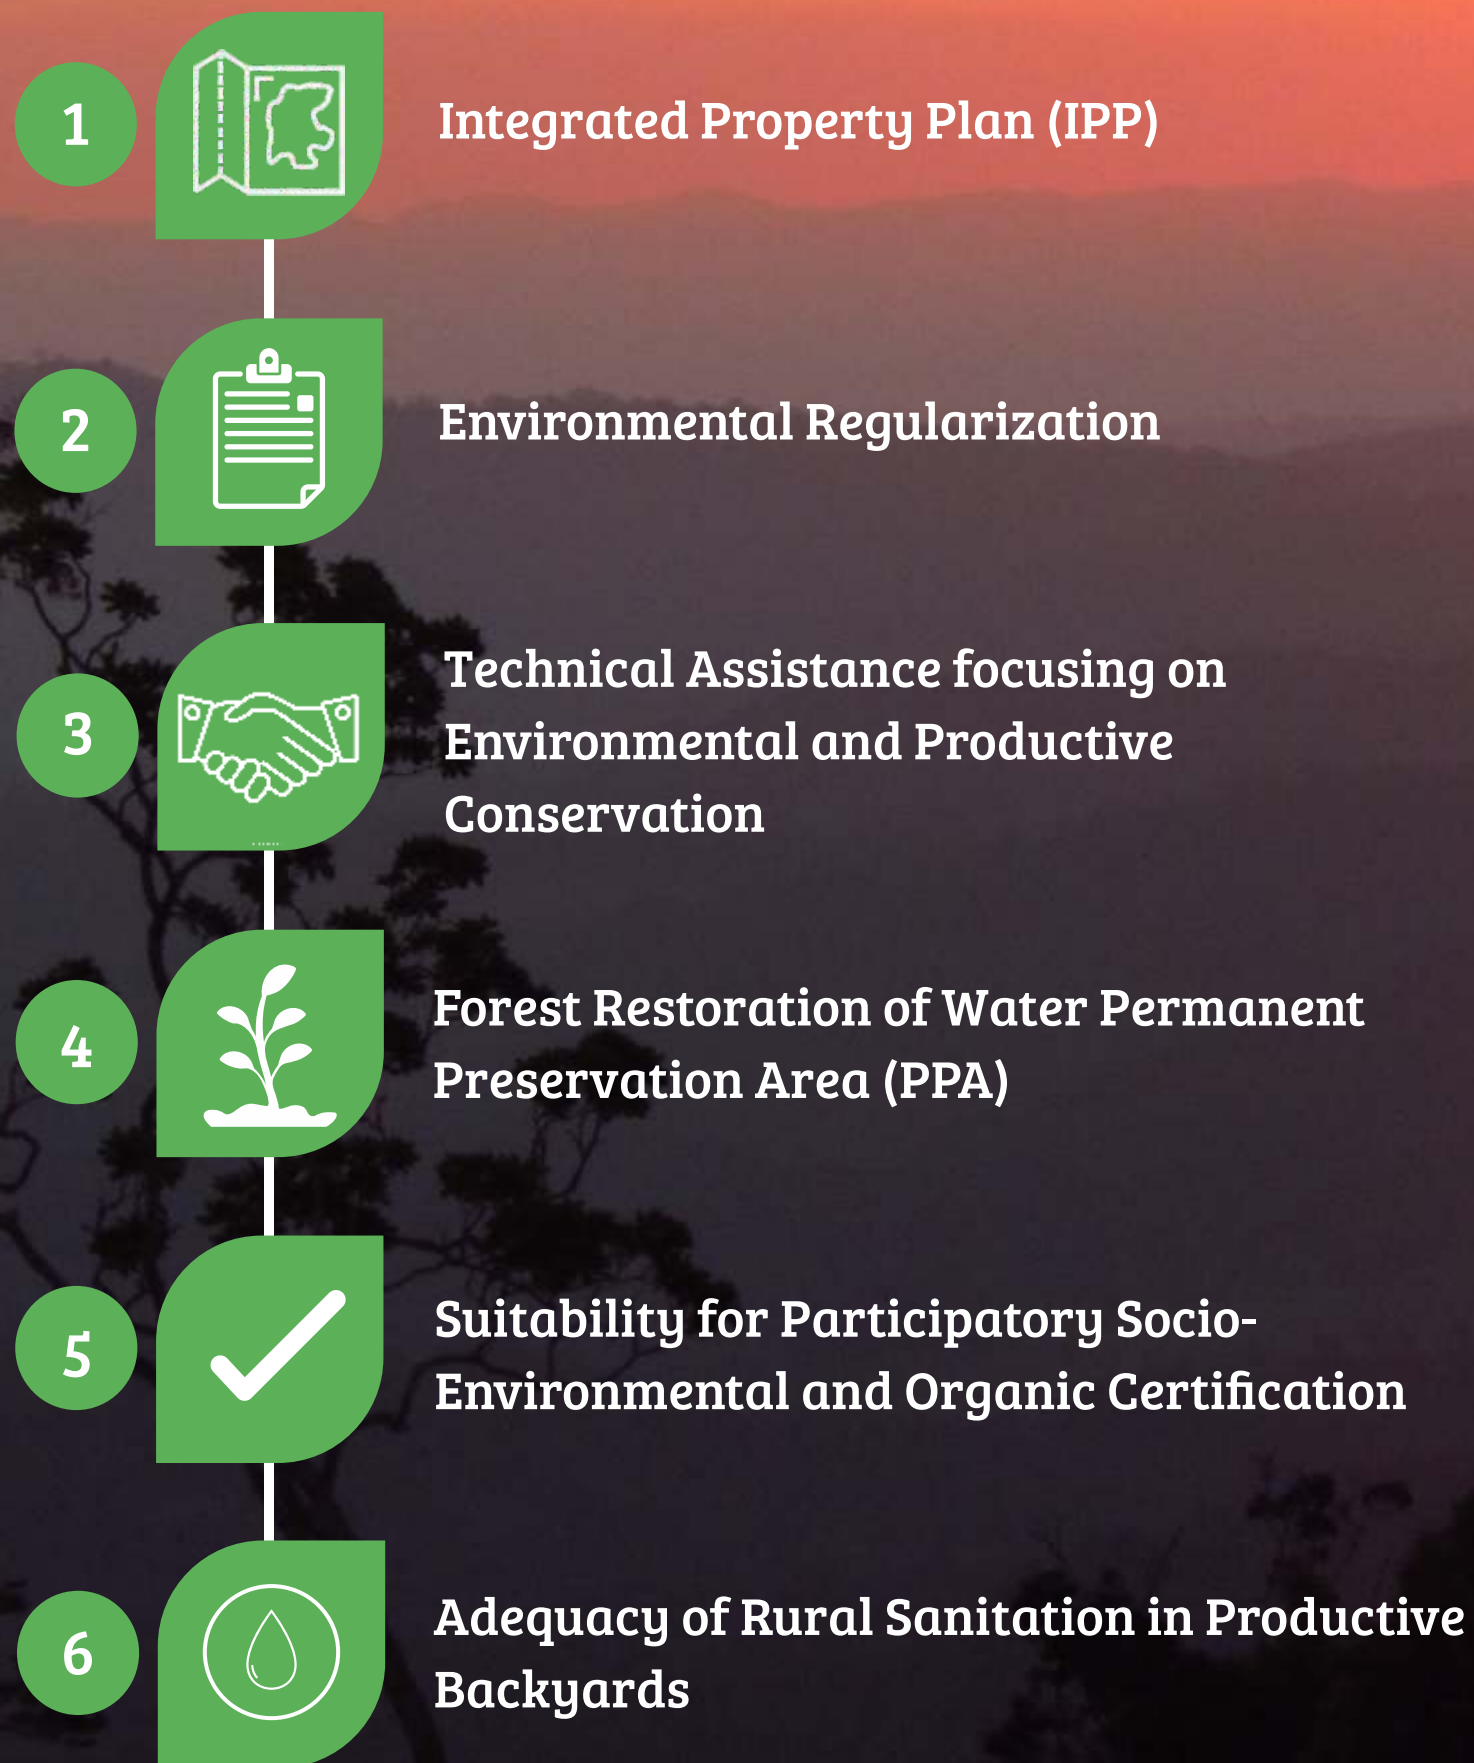 1
Integrated Property Plan (IPP)
2
Environmental Regularization
3
Technical Assistance focusing on
Environmental and Productive
Conservation
4
Forest Restoration of Water Permanent
Preservation Area (PPA)
5
Suitability for Participatory Socio-
Environmental and Organic Certification
6
Adequacy of Rural Sanitation in Productive
Backyards